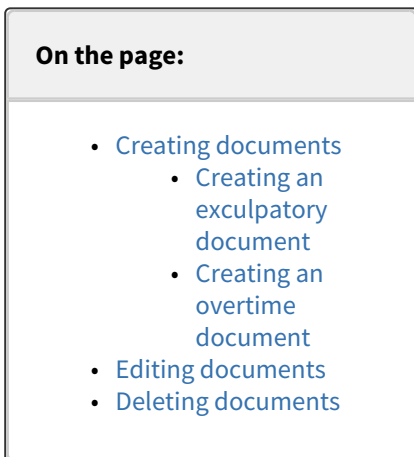 On the page:
• Creating documents
• Creating an
exculpatory
document
• Creating an
overtime
document
• Editing documents
• Deleting documents